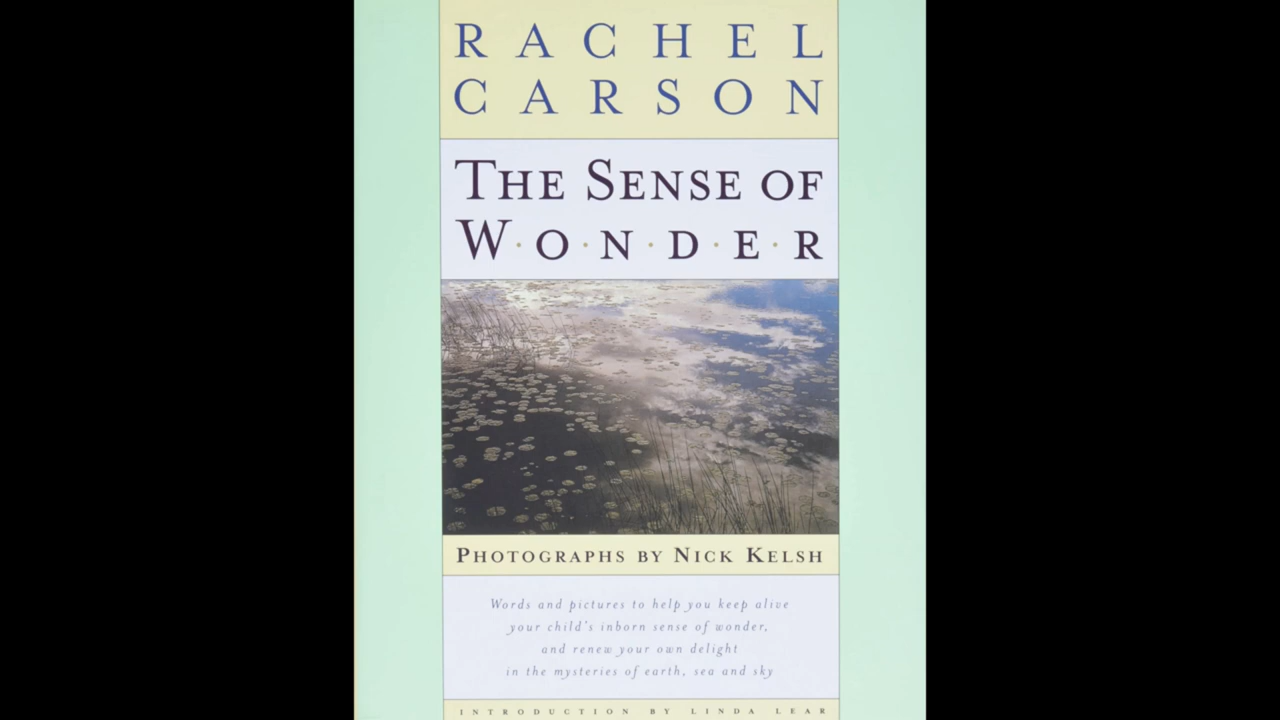 RACHEL
CARSON
THE SENSE OF
W·O·N·D·E·R
PHOTOGRAPHS BY NICK KELSH
Words and pictures to help you keep alive
your child's inborn sense of wonder,
and renew your own delight
in the mysteries of earth, sea and sky
INTRODUCTION BY LINDA LEAR